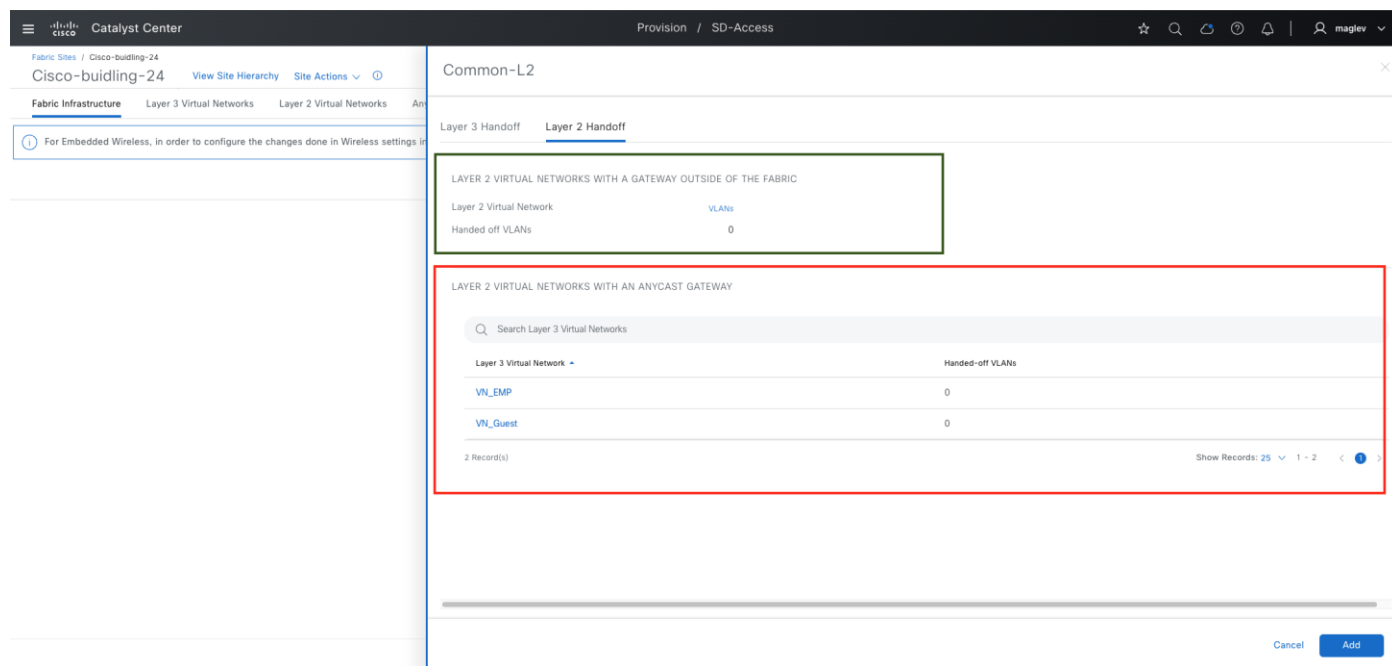 cisco Catalyst Center Provision / SD-Access maglev
Fabric Sites / Cisco-buidling-24
Cisco-buidling-24 View Site Hierarchy Site Actions
Fabric Infrastructure Layer 3 Virtual Networks Layer 2 Virtual Networks
For Embedded Wireless, in order to configure the changes done in Wireless settings
Common-L2
Layer 3 Handoff Layer 2 Handoff
LAYER 2 VIRTUAL NETWORKS WITH A GATEWAY OUTSIDE OF THE FABRIC
Layer 2 Virtual Network VLANs
Handed off VLANs 0
LAYER 2 VIRTUAL NETWORKS WITH AN ANYCAST GATEWAY
Search Layer 3 Virtual Networks
Layer 3 Virtual Network Handed-off VLANs
VN_EMP 0
VN_Guest 0
2 Record(s) Show Records: 25 1 - 2 < 1 >
Cancel Add